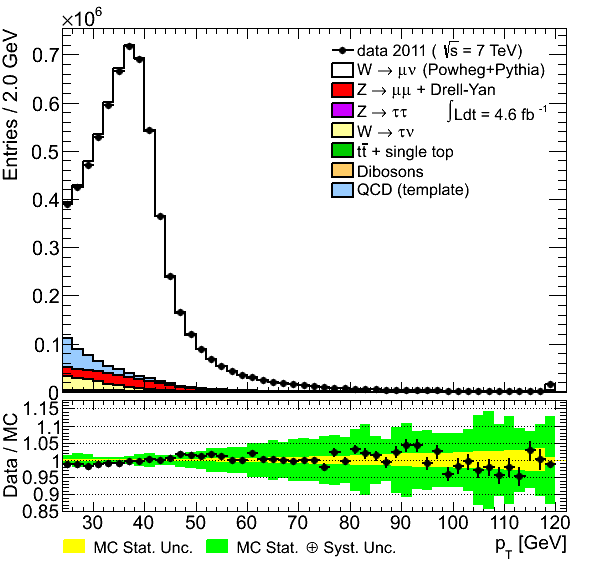 ×10⁶
Entries / 2.0 GeV
0.7
0.6
0.5
0.4
0.3
0.2
0.1
0
data 2011 ( √s = 7 TeV)
W → μν (Powheg+Pythia)
Z → μμ + Drell-Yan
Z → ττ
∫Ldt = 4.6 fb⁻¹
W → τν
tt̅ + single top
Dibosons
QCD (template)
Data / MC
1.15
1.1
1.05
1
0.95
0.9
0.85
30 40 50 60 70 80 90 100 110 120
p_T [GeV]
MC Stat. Unc. MC Stat. ⊕ Syst. Unc.